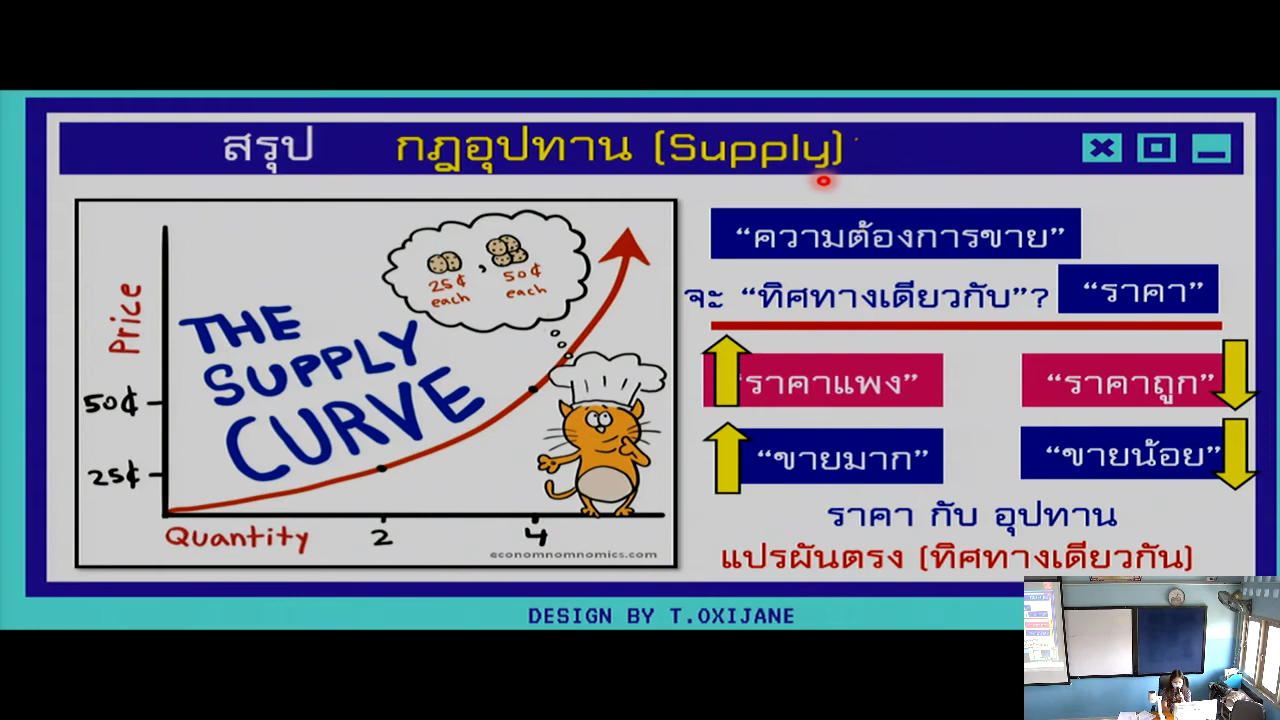 สรุป กฎอุปทาน (Supply)
THE
SUPPLY
CURVE
Price
50¢
25¢
Quantity
2
4
25¢
each
,
50¢
each
economnomnomics.com
“ความต้องการขาย”
จะ “ทิศทางเดียวกับ”? “ราคา”
“ราคาแพง” “ราคาถูก”
“ขายมาก” “ขายน้อย”
ราคา กับ อุปทาน
แปรผันตรง (ทิศทางเดียวกัน)
DESIGN BY T.OXIJANE